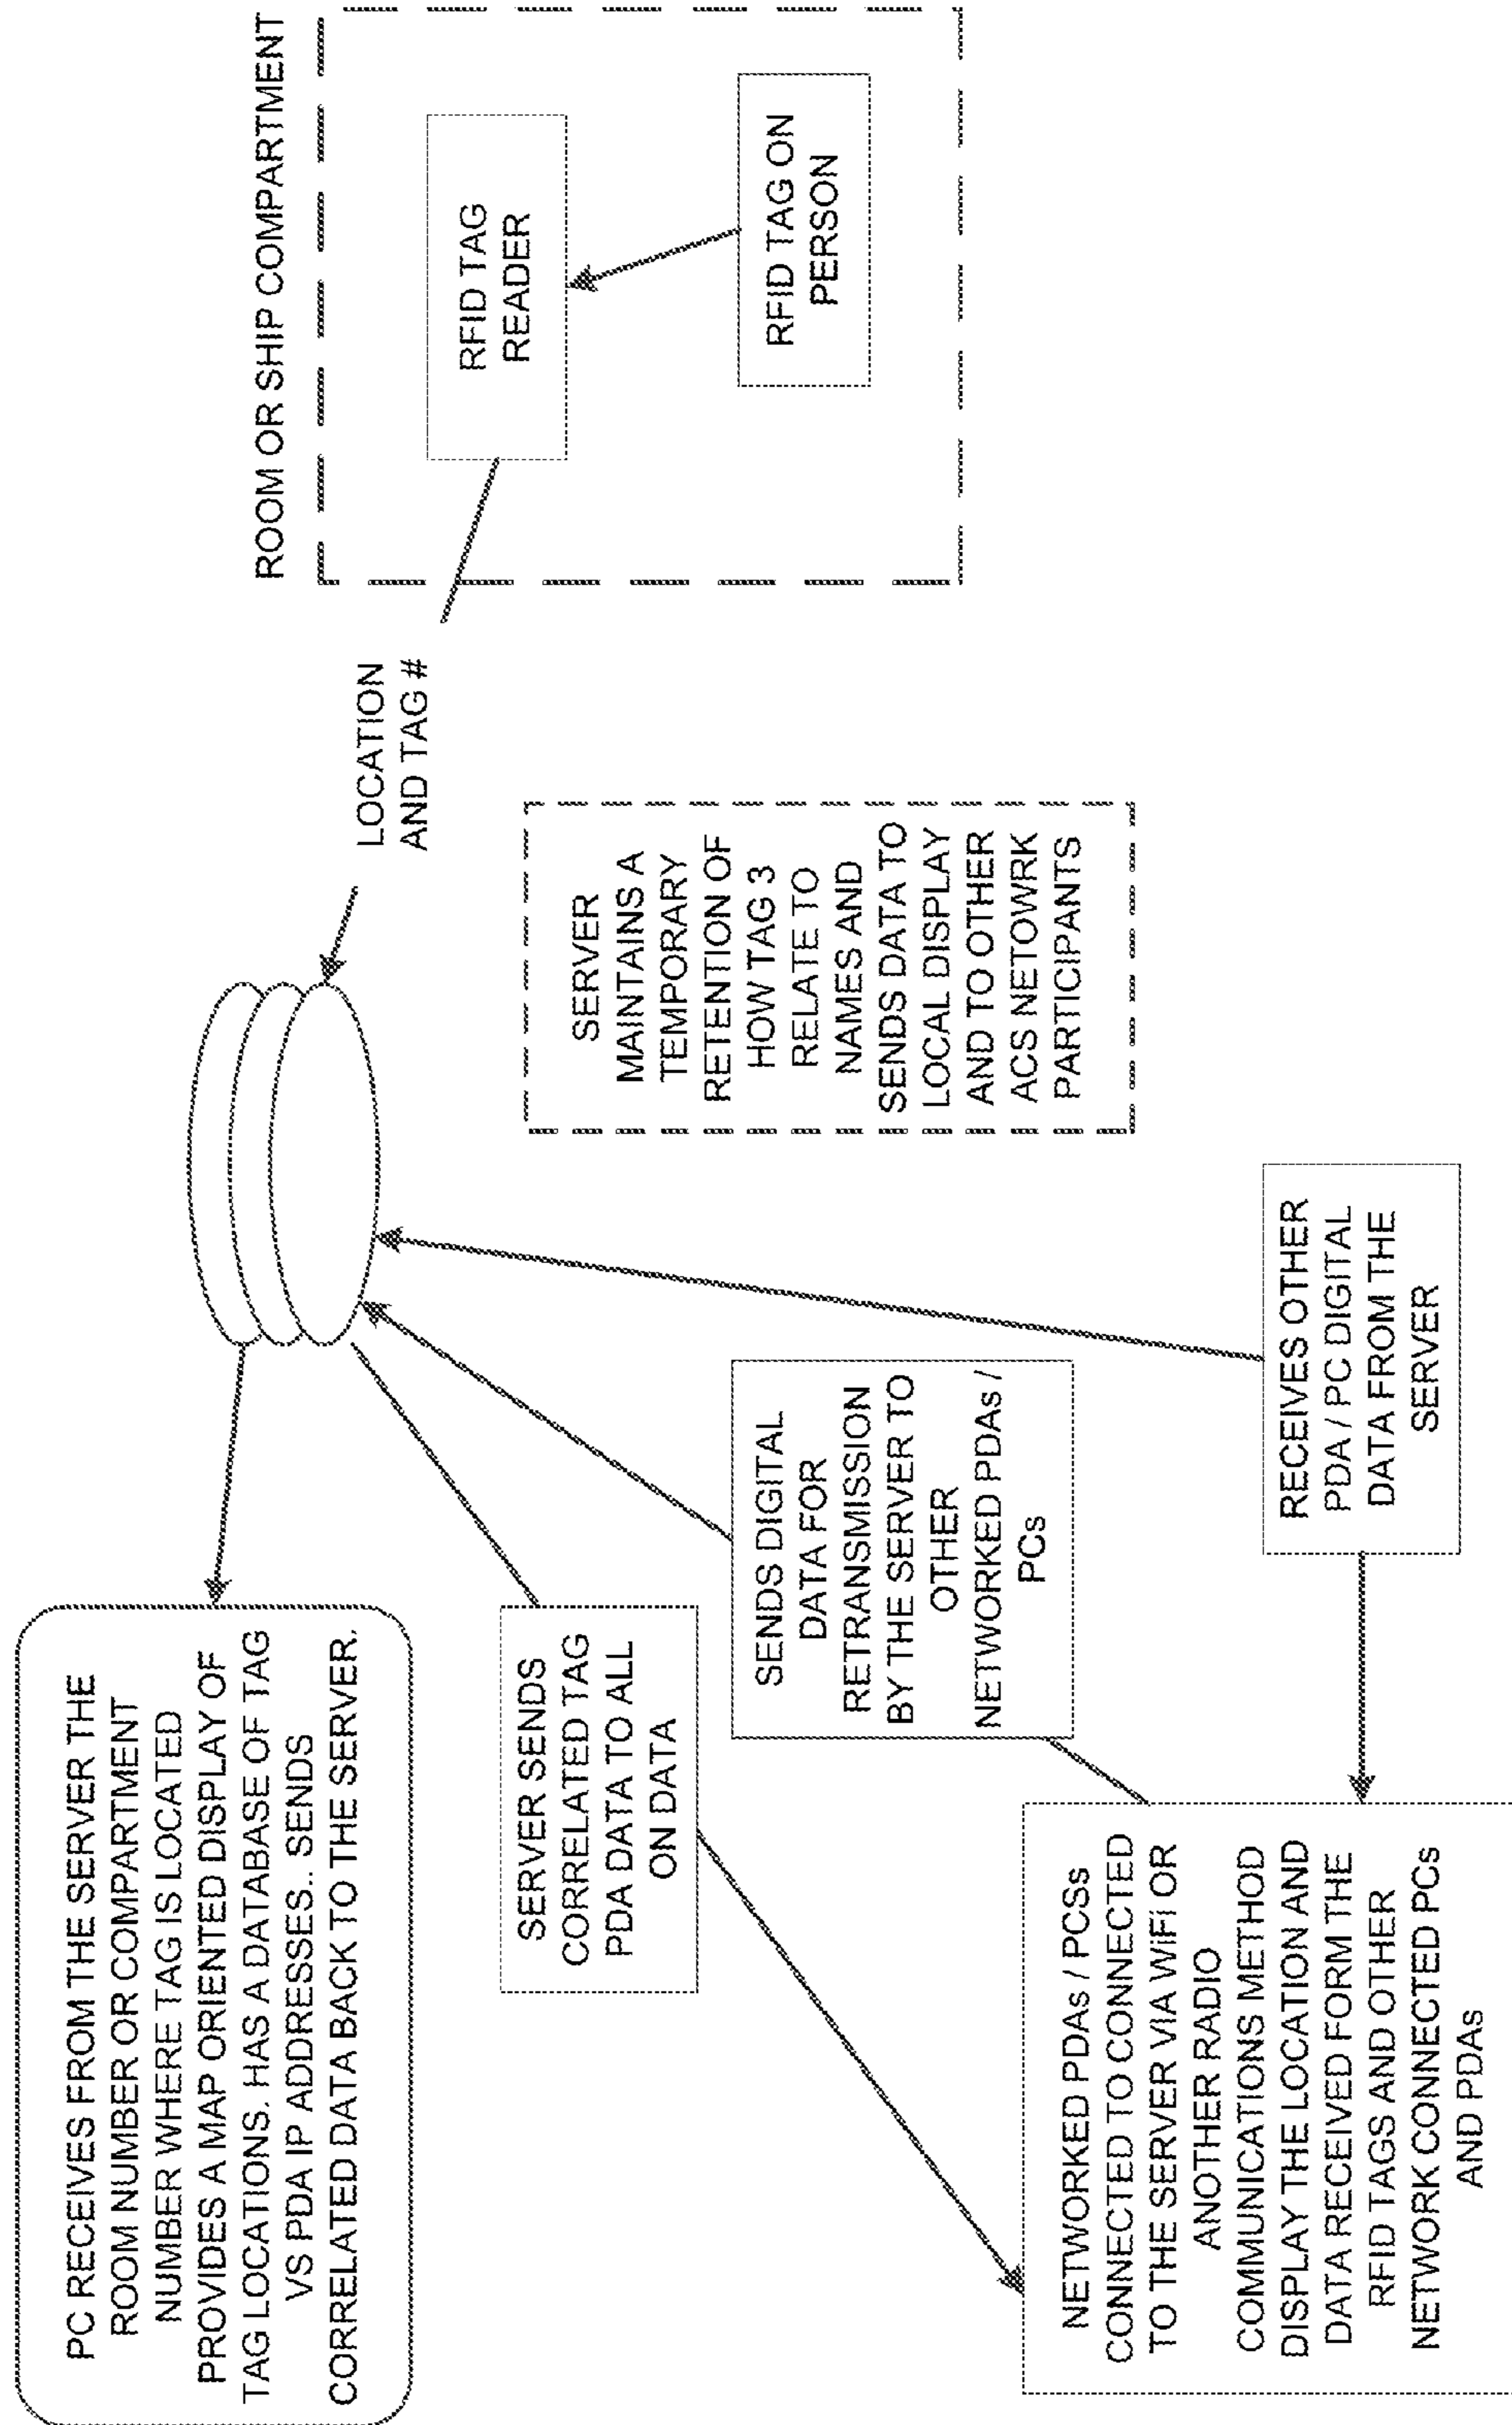 PC RECEIVES FROM THE SERVER THE
ROOM NUMBER OR COMPARTMENT
NUMBER WHERE TAG IS LOCATED
PROVIDES A MAP ORIENTED DISPLAY OF
TAG LOCATIONS. HAS A DATABASE OF TAG
VS PDA IP ADDRESSES.. SENDS
CORRELATED DATA BACK TO THE SERVER.
ROOM OR SHIP COMPARTMENT
RFID TAG
READER
RFID TAG ON
PERSON
LOCATION
AND TAG #
SERVER
MAINTAINS A
TEMPORARY
RETENTION OF
HOW TAG 3
RELATE TO
NAMES AND
SENDS DATA TO
LOCAL DISPLAY
AND TO OTHER
ACS NETOWRK
PARTICIPANTS
SERVER SENDS
CORRELATED TAG
PDA DATA TO ALL
ON DATA
SENDS DIGITAL
DATA FOR
RETRANSMISSION
BY THE SERVER TO
OTHER
NETWORKED PDAs /
PCs
NETWORKED PDAs / PCSs
CONNECTED TO CONNECTED
TO THE SERVER VIA WiFi OR
ANOTHER RADIO
COMMUNICATIONS METHOD
DISPLAY THE LOCATION AND
DATA RECEIVED FORM THE
RFID TAGS AND OTHER
NETWORK CONNECTED PCs
AND PDAs
RECEIVES OTHER
PDA / PC DIGITAL
DATA FROM THE
SERVER